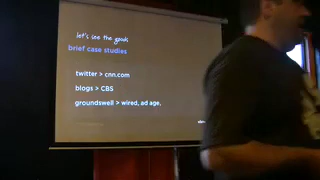 let's see the goods
brief case studies
twitter > cnn.com
blogs > CBS
groundswell > wired, ad age,